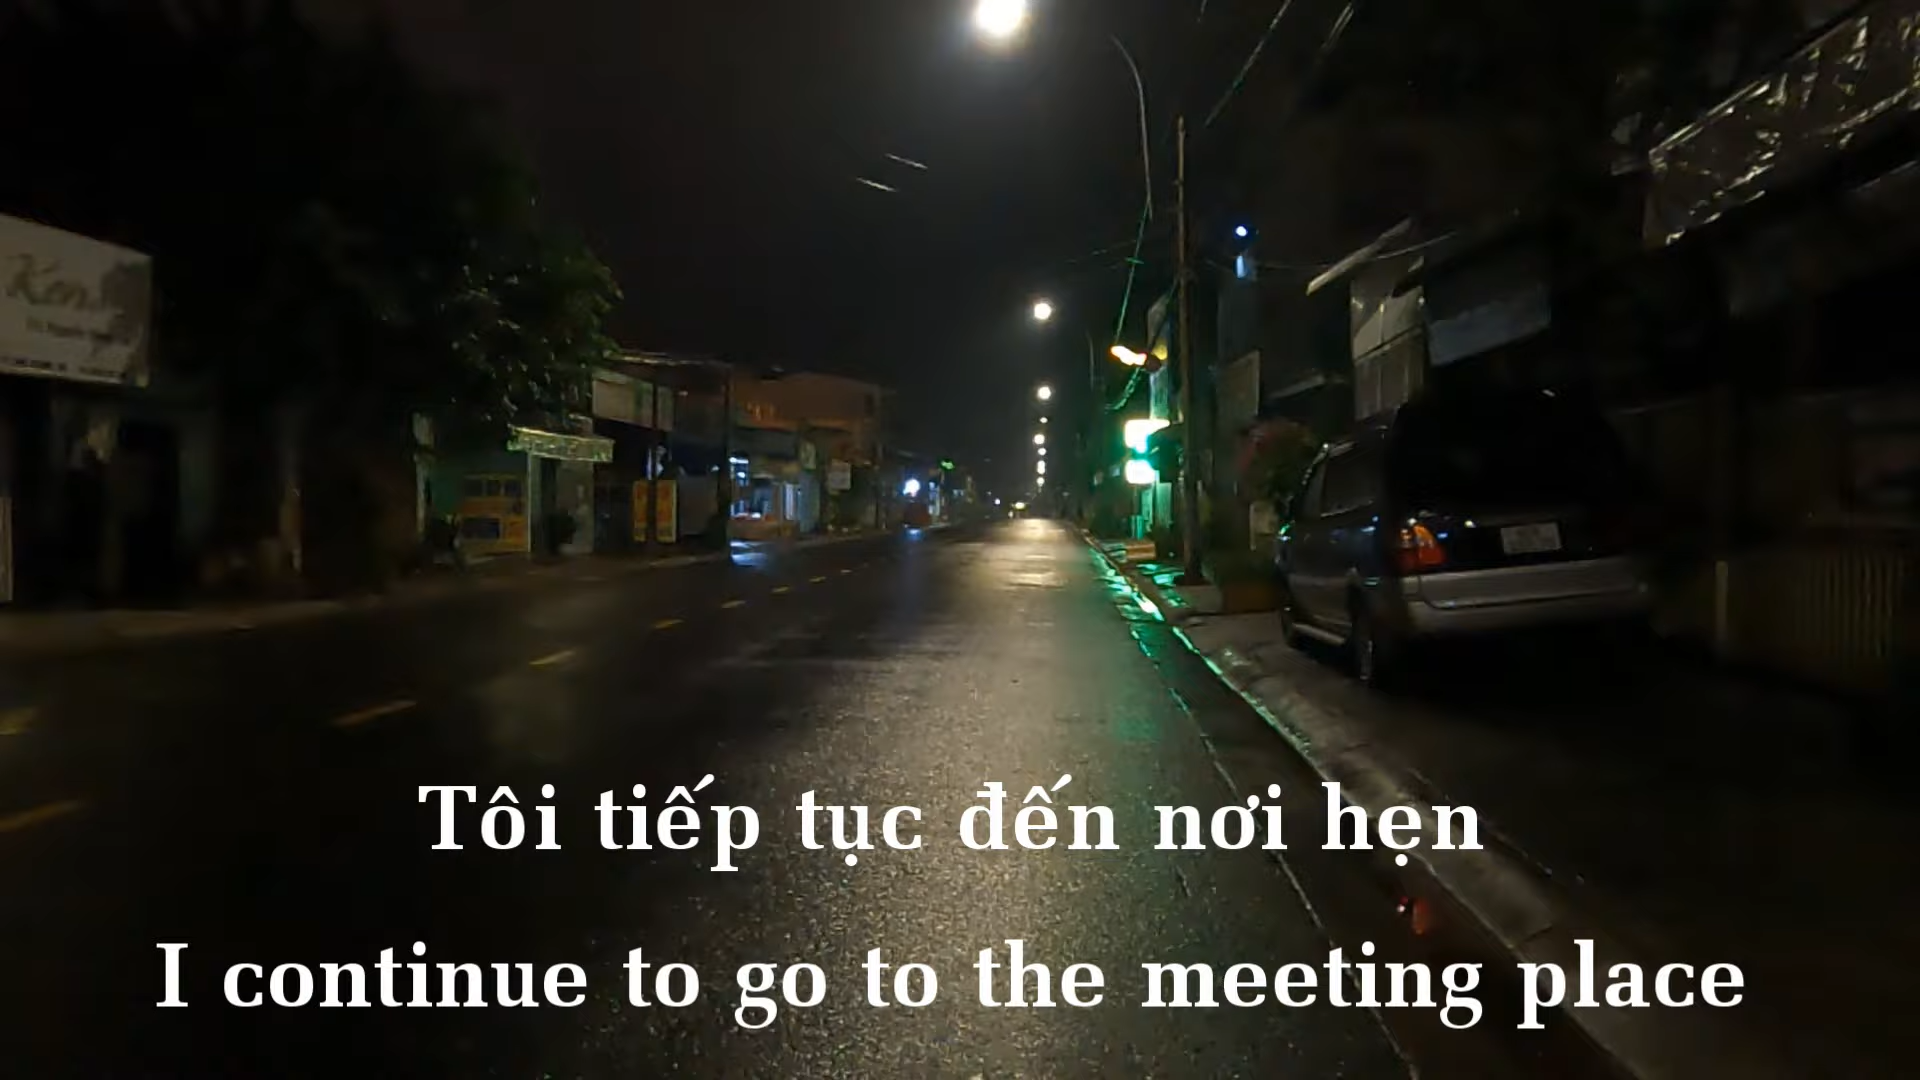 Tôi tiếp tục đến nơi hẹn
I continue to go to the meeting place